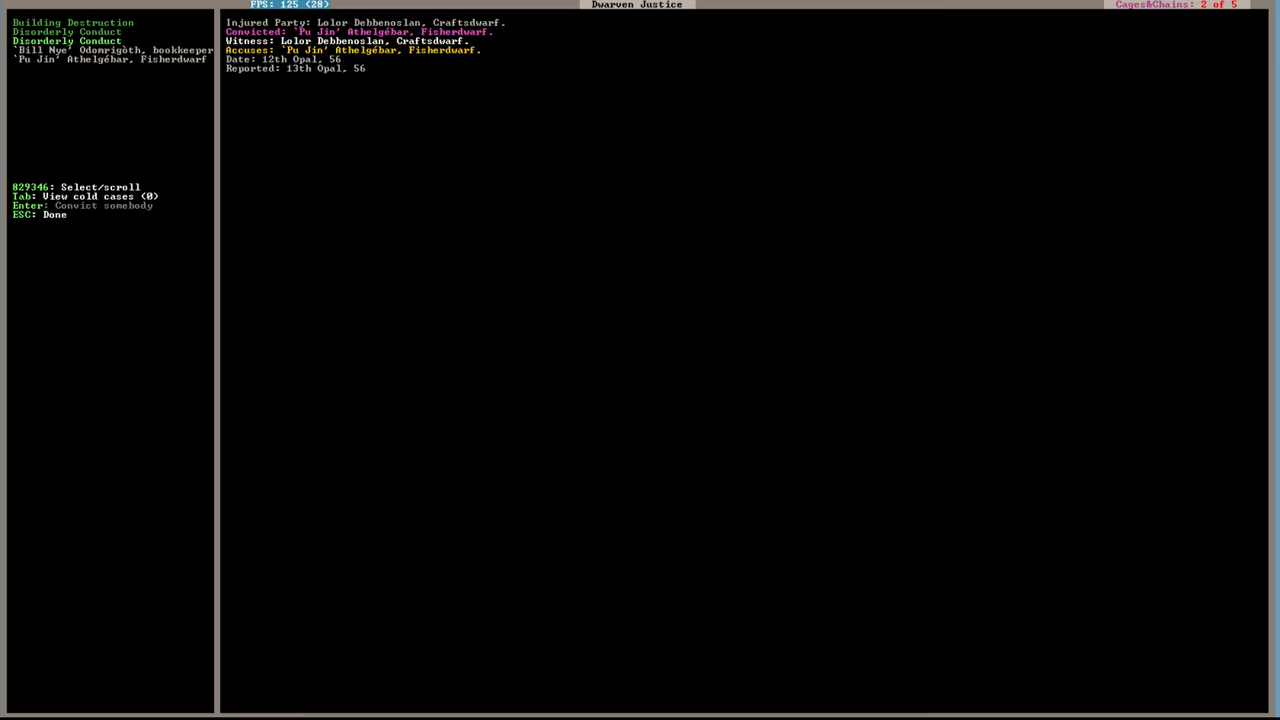 FPS: 125 (28)
Dwarven Justice
Cages&Chains: 2 of 5
Building Destruction
Disorderly Conduct
Disorderly Conduct
`Bill Nye' Odomrigòth, bookkeeper
`Pu Jin' Athelgébar, Fisherdwarf
829346: Select/scroll
Tab: View cold cases (0)
Enter: Convict somebody
ESC: Done
Injured Party: Lolor Debbenoslan, Craftsdwarf.
Convicted: `Pu Jin' Athelgébar, Fisherdwarf.
Witness: Lolor Debbenoslan, Craftsdwarf.
Accuses: `Pu Jin' Athelgébar, Fisherdwarf.
Date: 12th Opal, 56
Reported: 13th Opal, 56